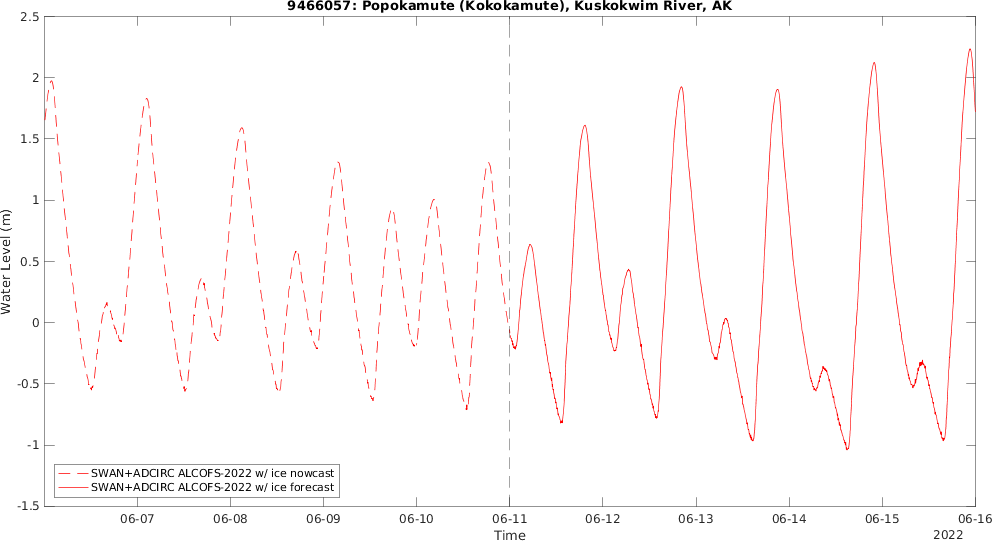 9466057: Popokamute (Kokokamute), Kuskokwim River, AK
2.5
2
1.5
1
0.5
0
-0.5
-1
-1.5
Water Level (m)
SWAN+ADCIRC ALCOFS-2022 w/ ice nowcast
SWAN+ADCIRC ALCOFS-2022 w/ ice forecast
06-07 06-08 06-09 06-10 06-11 06-12 06-13 06-14 06-15 06-16
Time
2022